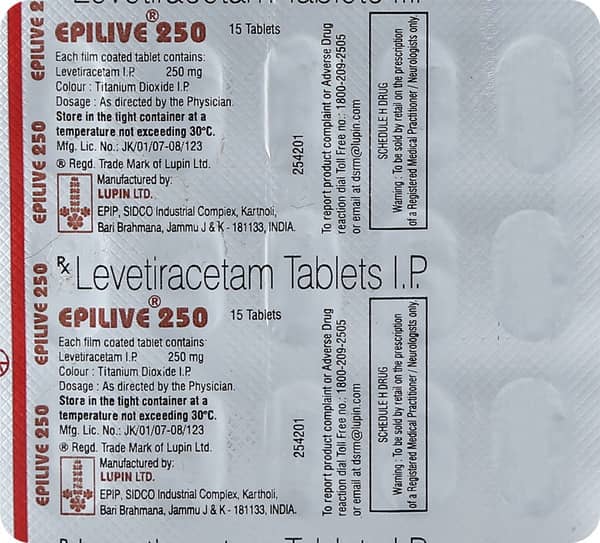 Levetiracetam Tablets I.P.
EPILIVE® 250 15 Tablets
Each film coated tablet contains:
Levetiracetam I.P. 250 mg
Colour : Titanium Dioxide I.P.
Dosage : As directed by the Physician.
Store in the tight container at a
temperature not exceeding 30°C.
Mfg. Lic. No.: JK/01/07-08/123
® Regd. Trade Mark of Lupin Ltd.
Manufactured by:
LUPIN LTD.
EPIP, SIDCO Industrial Complex, Kartholi,
Bari Brahmana, Jammu J & K - 181133, INDIA.
254201
To report product complaint or Adverse Drug
reaction dial Toll Free no.: 1800-209-2505
or email at dsrm@lupin.com
SCHEDULE H DRUG
Warning : To be sold by retail on the prescription
of a Registered Medical Practitioner / Neurologists only.
EPILIVE 250
EPILIVE 250
Rx Levetiracetam Tablets I.P.
EPILIVE® 250 15 Tablets
Each film coated tablet contains:
Levetiracetam I.P. 250 mg
Colour : Titanium Dioxide I.P.
Dosage : As directed by the Physician.
Store in the tight container at a
temperature not exceeding 30°C.
Mfg. Lic. No.: JK/01/07-08/123
® Regd. Trade Mark of Lupin Ltd.
Manufactured by:
LUPIN LTD.
EPIP, SIDCO Industrial Complex, Kartholi,
Bari Brahmana, Jammu J & K - 181133, INDIA.
254201
To report product complaint or Adverse Drug
reaction dial Toll Free no.: 1800-209-2505
or email at dsrm@lupin.com
SCHEDULE H DRUG
Warning : To be sold by retail on the prescription
of a Registered Medical Practitioner / Neurologists only.
EPILIVE 250
EPILIVE 250